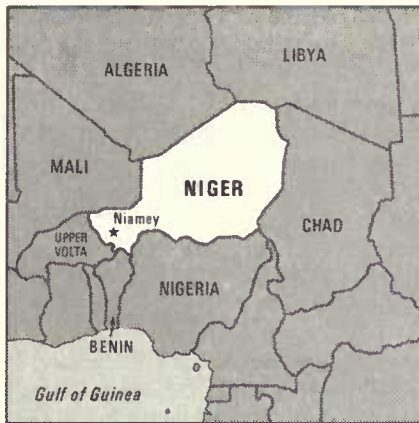 ALGERIA
LIBYA
MALI
NIGER
Niamey
CHAD
UPPER
VOLTA
NIGERIA
BENIN
Gulf of Guinea